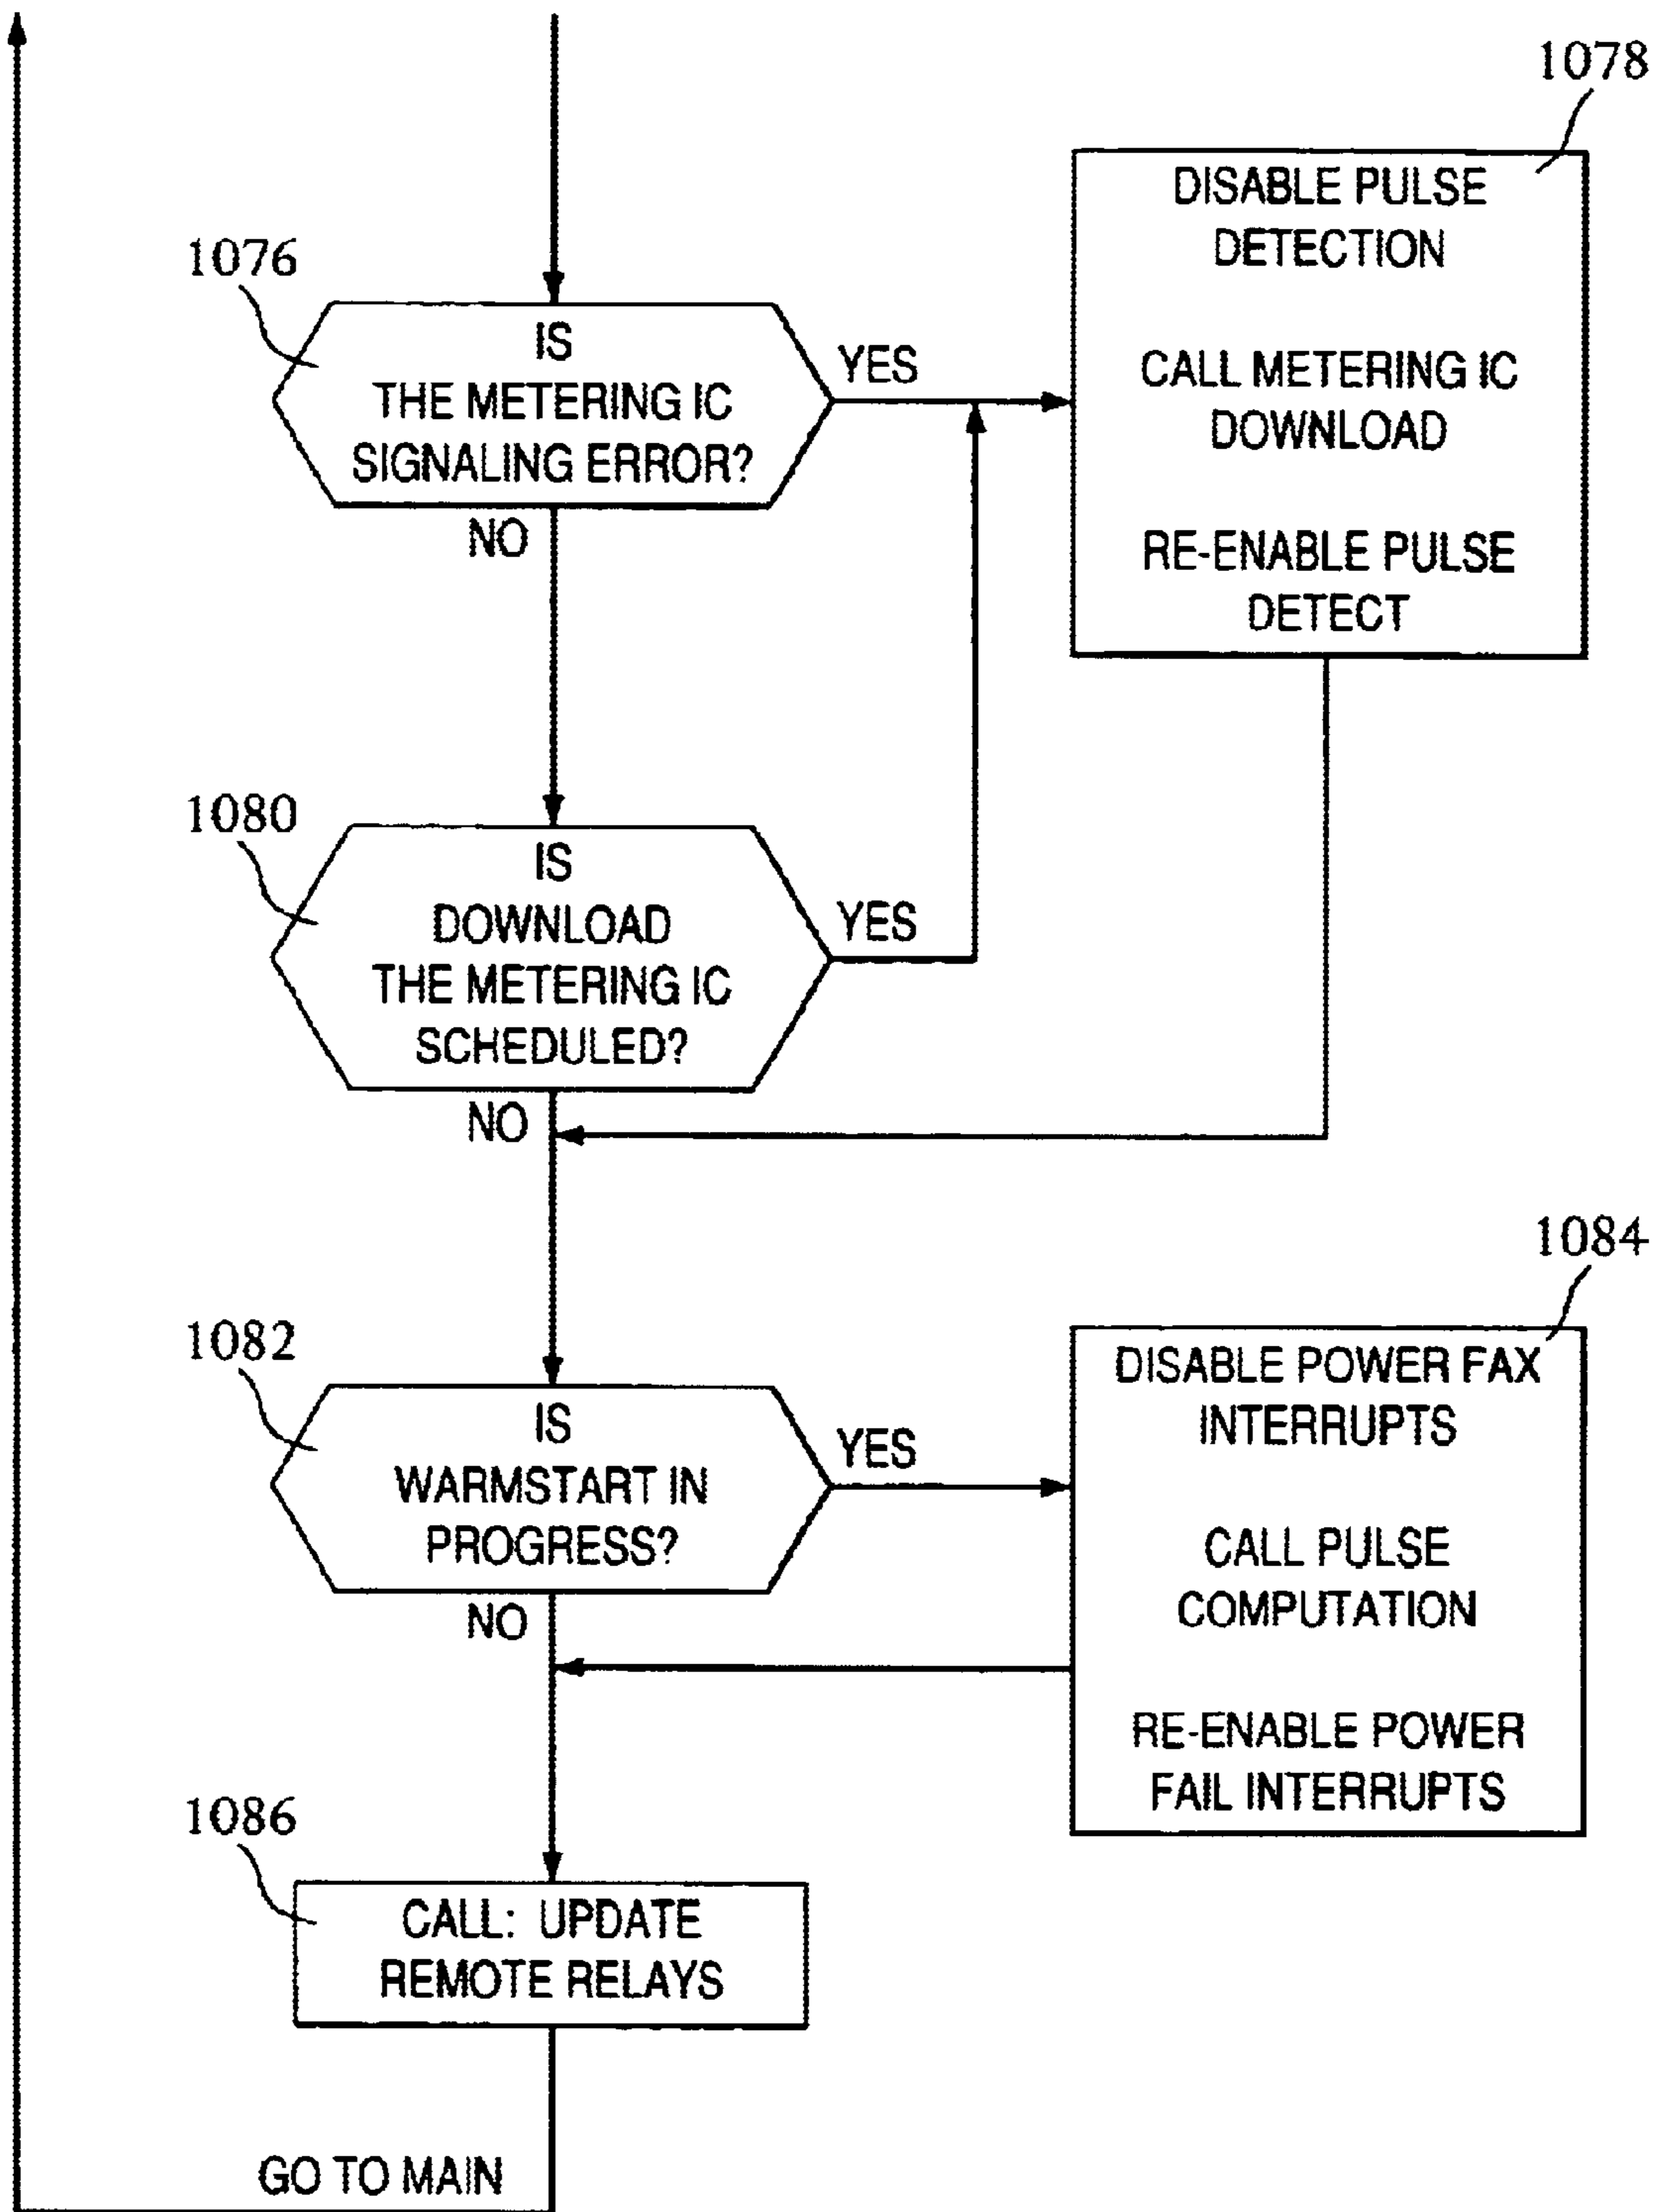 1078
DISABLE PULSE
DETECTION
CALL METERING IC
DOWNLOAD
RE-ENABLE PULSE
DETECT
1076
IS
THE METERING IC
SIGNALING ERROR?
YES
NO
1080
IS
DOWNLOAD
THE METERING IC
SCHEDULED?
YES
NO
1082
IS
WARMSTART IN
PROGRESS?
YES
NO
1084
DISABLE POWER FAX
INTERRUPTS
CALL PULSE
COMPUTATION
RE-ENABLE POWER
FAIL INTERRUPTS
1086
CALL: UPDATE
REMOTE RELAYS
GO TO MAIN